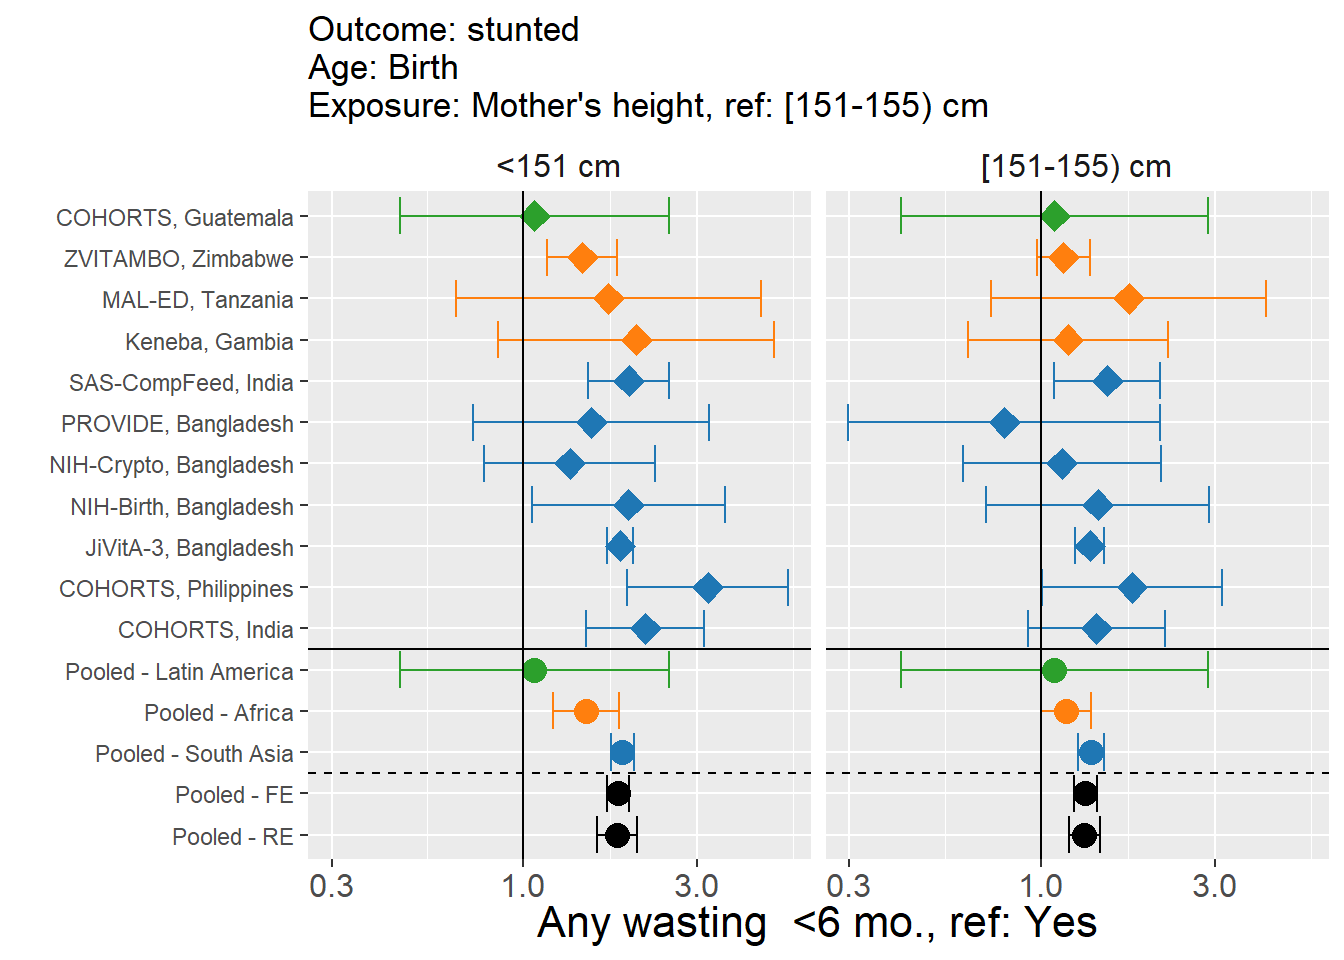 Outcome: stunted
Age: Birth
Exposure: Mother's height, ref: [151-155) cm
<151 cm
[151-155) cm
COHORTS, Guatemala
ZVITAMBO, Zimbabwe
MAL-ED, Tanzania
Keneba, Gambia
SAS-CompFeed, India
PROVIDE, Bangladesh
NIH-Crypto, Bangladesh
NIH-Birth, Bangladesh
JiVitA-3, Bangladesh
COHORTS, Philippines
COHORTS, India
Pooled - Latin America
Pooled - Africa
Pooled - South Asia
Pooled - FE
Pooled - RE
0.3 1.0 3.0 0.3 1.0 3.0
Any wasting  <6 mo., ref: Yes